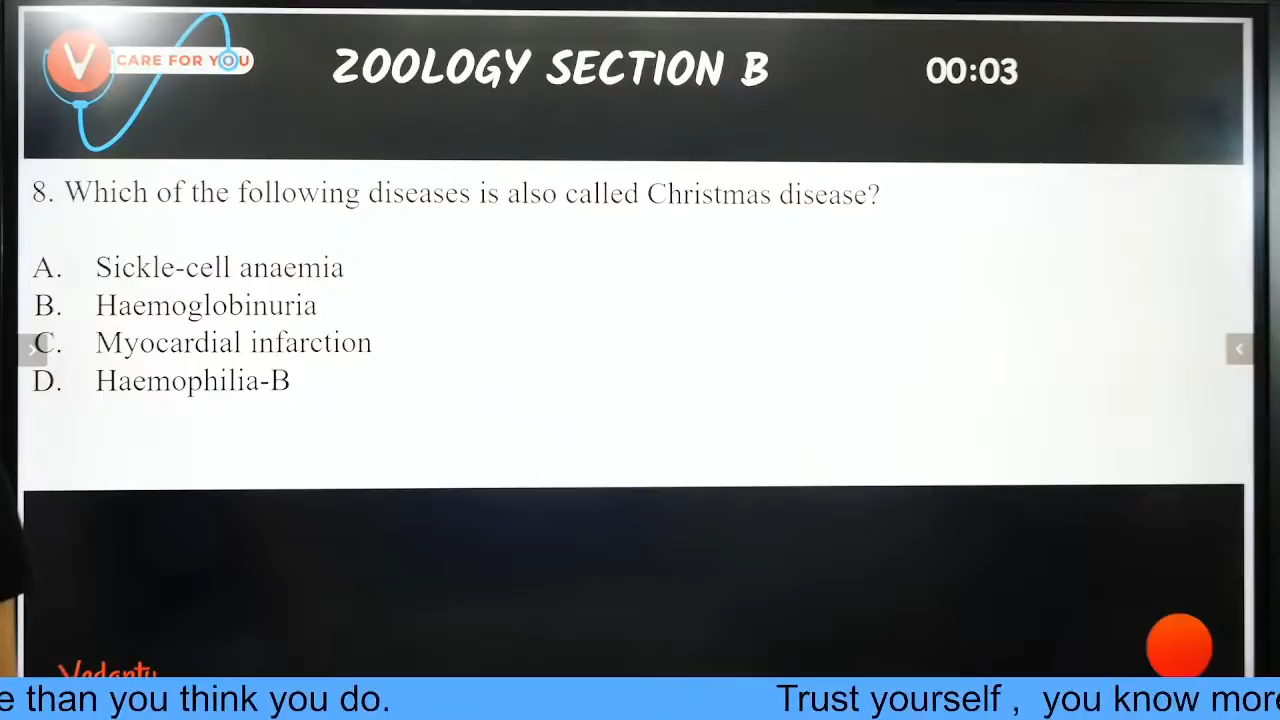 V CARE FOR YOU
ZOOLOGY SECTION B
00:03
8. Which of the following diseases is also called Christmas disease?
A. Sickle-cell anaemia
B. Haemoglobinuria
C. Myocardial infarction
D. Haemophilia-B
e than you think you do. Trust yourself , you know more